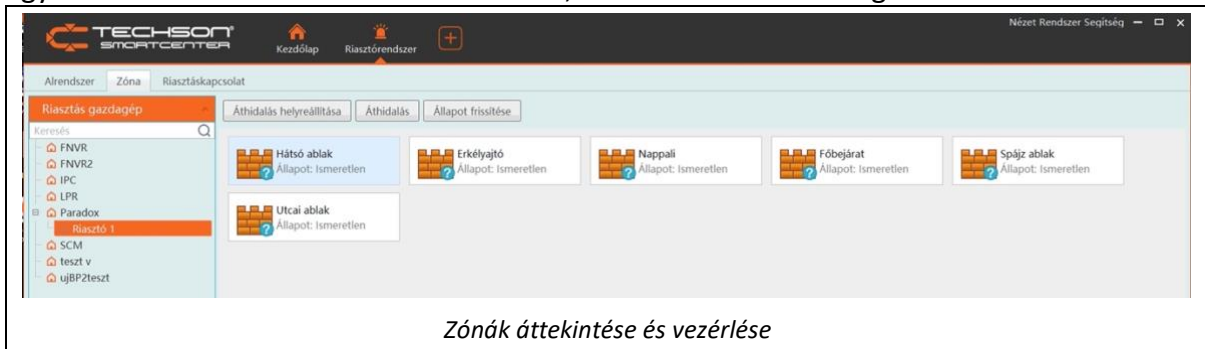 TECHSON
SMARTCENTER
Kezdőlap
Riasztórendszer
Nézet Rendszer Segítség
Alrendszer Zóna Riasztáskapcsolat
Riasztás gazdagép
Áthidalás helyreállítása Áthidalás Állapot frissítése
Keresés
FNVR
FNVR2
IPC
LPR
Paradox
Riasztó 1
SCM
teszt v
ujBP2teszt
Hátsó ablak
Állapot: Ismeretlen
Erkélyajtó
Állapot: Ismeretlen
Nappali
Állapot: Ismeretlen
Főbejárat
Állapot: Ismeretlen
Spájz ablak
Állapot: Ismeretlen
Utcai ablak
Állapot: Ismeretlen
Zónák áttekintése és vezérlése